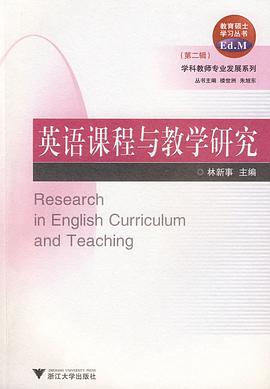 教育硕士
学习丛书
Ed.M
(第二辑)
学科教师专业发展系列
丛书主编 楼世洲 朱旭东
英语课程与教学研究
林新事 主编
Research
in English Curriculum
and Teaching
ZHEJIANG UNIVERSITY PRESS
浙江大学出版社